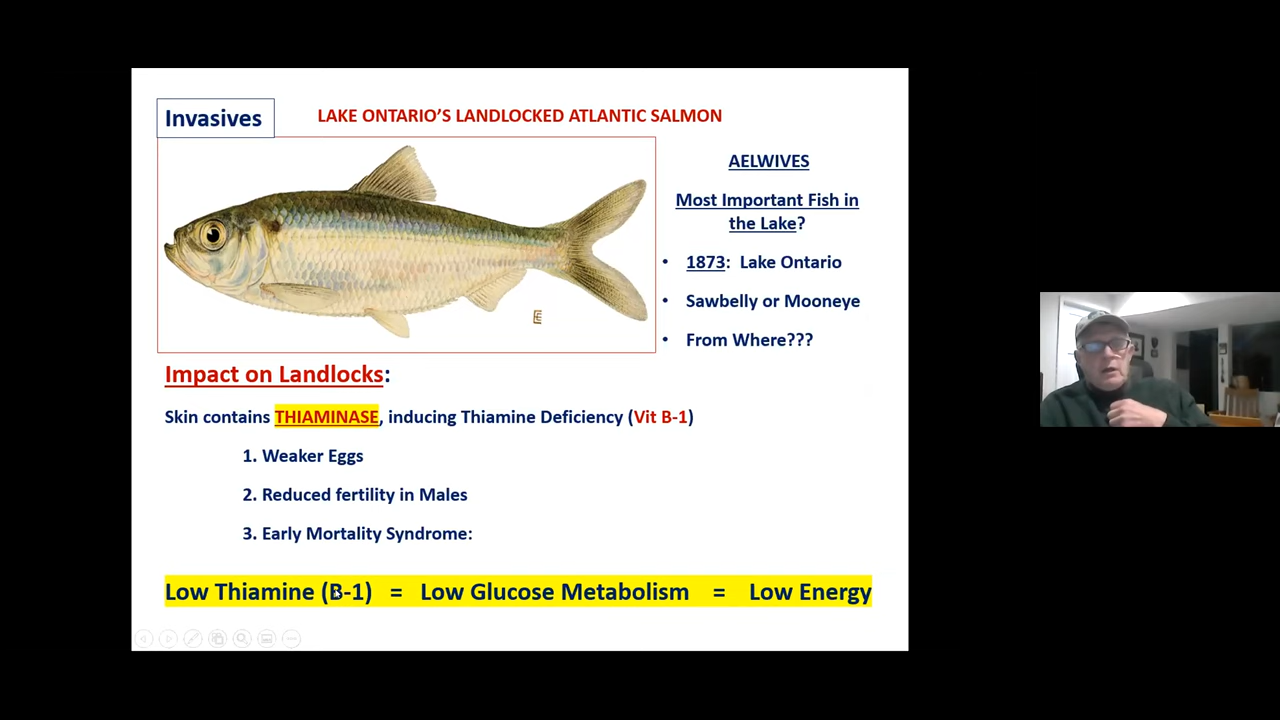 Invasives
LAKE ONTARIO'S LANDLOCKED ATLANTIC SALMON
AELWIVES
Most Important Fish in
the Lake?
• 1873: Lake Ontario
• Sawbelly or Mooneye
• From Where???
Impact on Landlocks:
Skin contains THIAMINASE, inducing Thiamine Deficiency (Vit B-1)
1. Weaker Eggs
2. Reduced fertility in Males
3. Early Mortality Syndrome:
Low Thiamine (B-1) = Low Glucose Metabolism = Low Energy